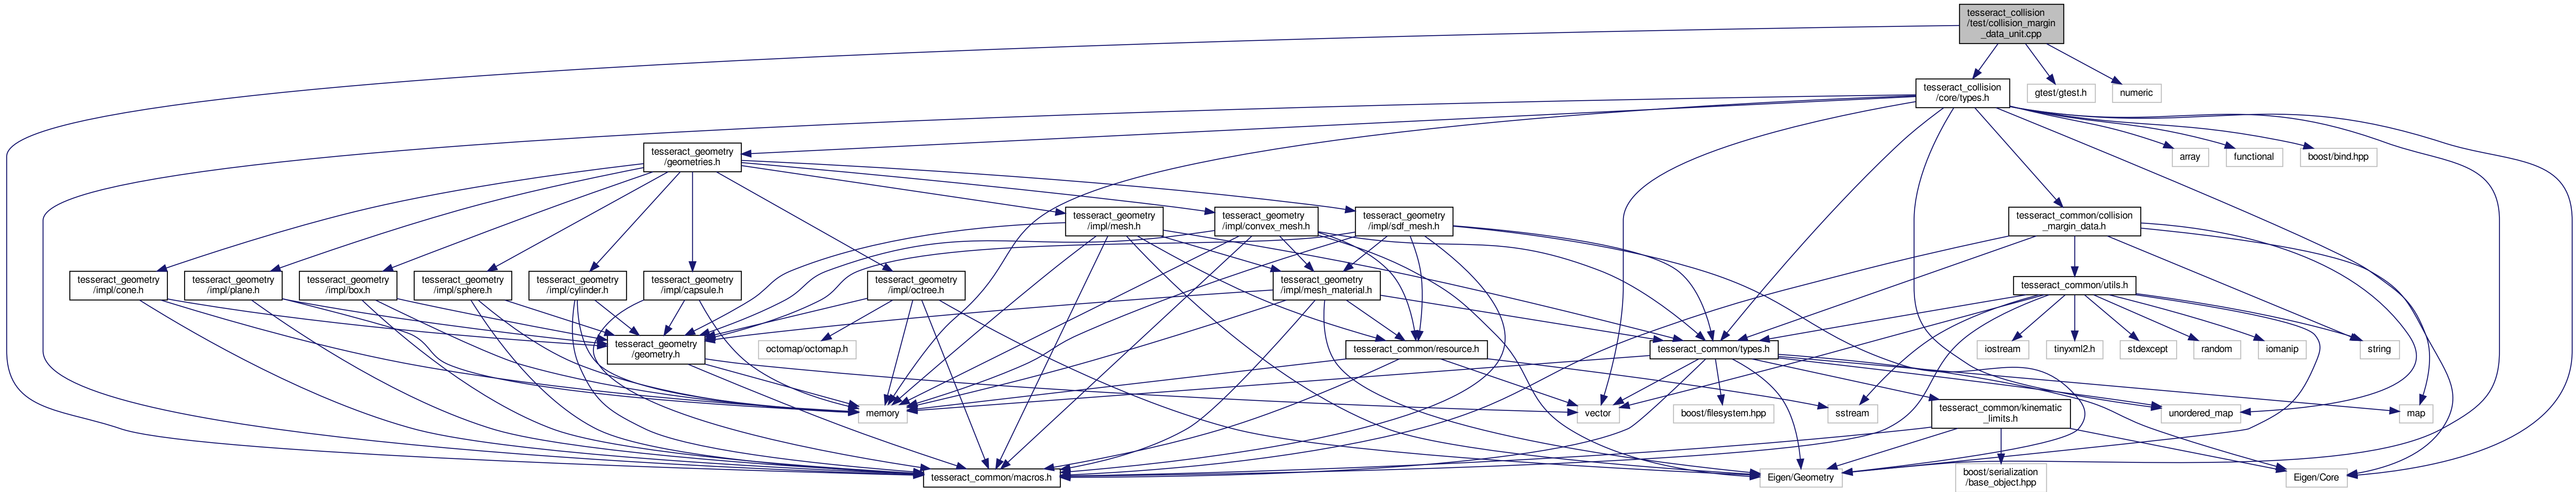 tesseract_collision
/test/collision_margin
_data_unit.cpp
tesseract_collision
/core/types.h
gtest/gtest.h
numeric
tesseract_geometry
/geometries.h
array
functional
boost/bind.hpp
tesseract_geometry
/impl/mesh.h
tesseract_geometry
/impl/convex_mesh.h
tesseract_geometry
/impl/sdf_mesh.h
tesseract_common/collision
_margin_data.h
tesseract_geometry
/impl/cone.h
tesseract_geometry
/impl/plane.h
tesseract_geometry
/impl/box.h
tesseract_geometry
/impl/sphere.h
tesseract_geometry
/impl/cylinder.h
tesseract_geometry
/impl/capsule.h
tesseract_geometry
/impl/octree.h
tesseract_geometry
/impl/mesh_material.h
tesseract_common/utils.h
tesseract_geometry
/geometry.h
octomap/octomap.h
tesseract_common/resource.h
tesseract_common/types.h
iostream
tinyxml2.h
stdexcept
random
iomanip
string
memory
vector
boost/filesystem.hpp
sstream
tesseract_common/kinematic
_limits.h
unordered_map
map
tesseract_common/macros.h
Eigen/Geometry
boost/serialization
/base_object.hpp
Eigen/Core